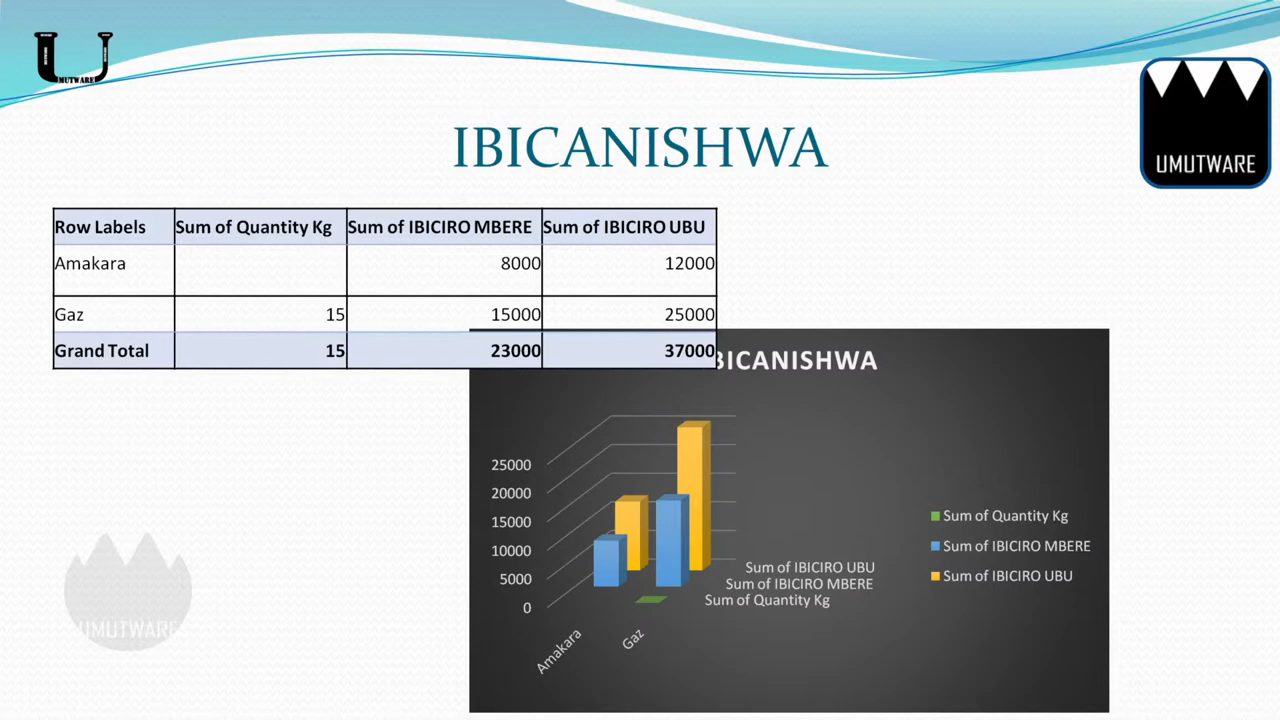 UMUTWARE
UMUTWARE
IBICANISHWA
Row Labels Sum of Quantity Kg Sum of IBICIRO MBERE Sum of IBICIRO UBU
Amakara 8000 12000
Gaz 15 15000 25000
Grand Total 15 23000 37000
BICANISHWA
25000
20000
15000
10000
5000
0
Amakara
Gaz
Sum of IBICIRO UBU
Sum of IBICIRO MBERE
Sum of Quantity Kg
Sum of Quantity Kg
Sum of IBICIRO MBERE
Sum of IBICIRO UBU
UMUTWARE